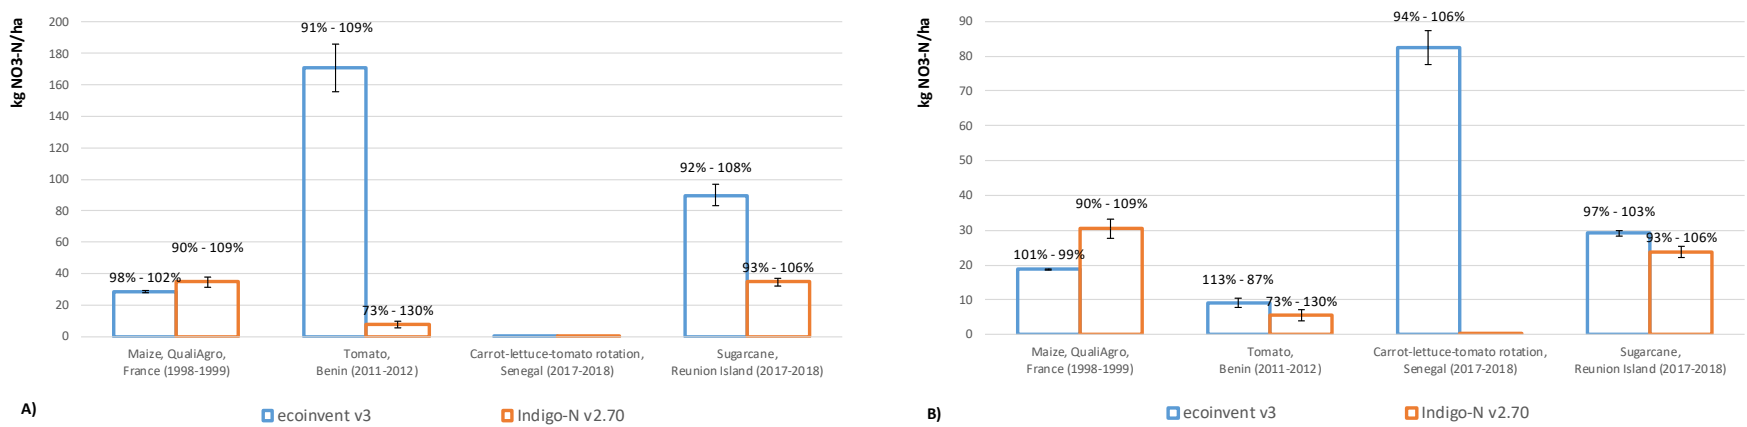 kg NO3-N/ha
200
180
160
140
120
100
80
60
40
20
0
98% - 102%
90% - 109%
91% - 109%
73% - 130%
92% - 108%
93% - 106%
Maize, QualiAgro,
France (1998-1999)
Tomato,
Benin (2011-2012)
Carrot-lettuce-tomato rotation,
Senegal (2017-2018)
Sugarcane,
Reunion Island (2017-2018)
A)
ecoinvent v3
Indigo-N v2.70
kg NO3-N/ha
90
80
70
60
50
40
30
20
10
0
101% - 99%
90% - 109%
113% - 87%
73% - 130%
94% - 106%
97% - 103%
93% - 106%
Maize, QualiAgro,
France (1998-1999)
Tomato,
Benin (2011-2012)
Carrot-lettuce-tomato rotation,
Senegal (2017-2018)
Sugarcane,
Reunion Island (2017-2018)
B)
ecoinvent v3
Indigo-N v2.70